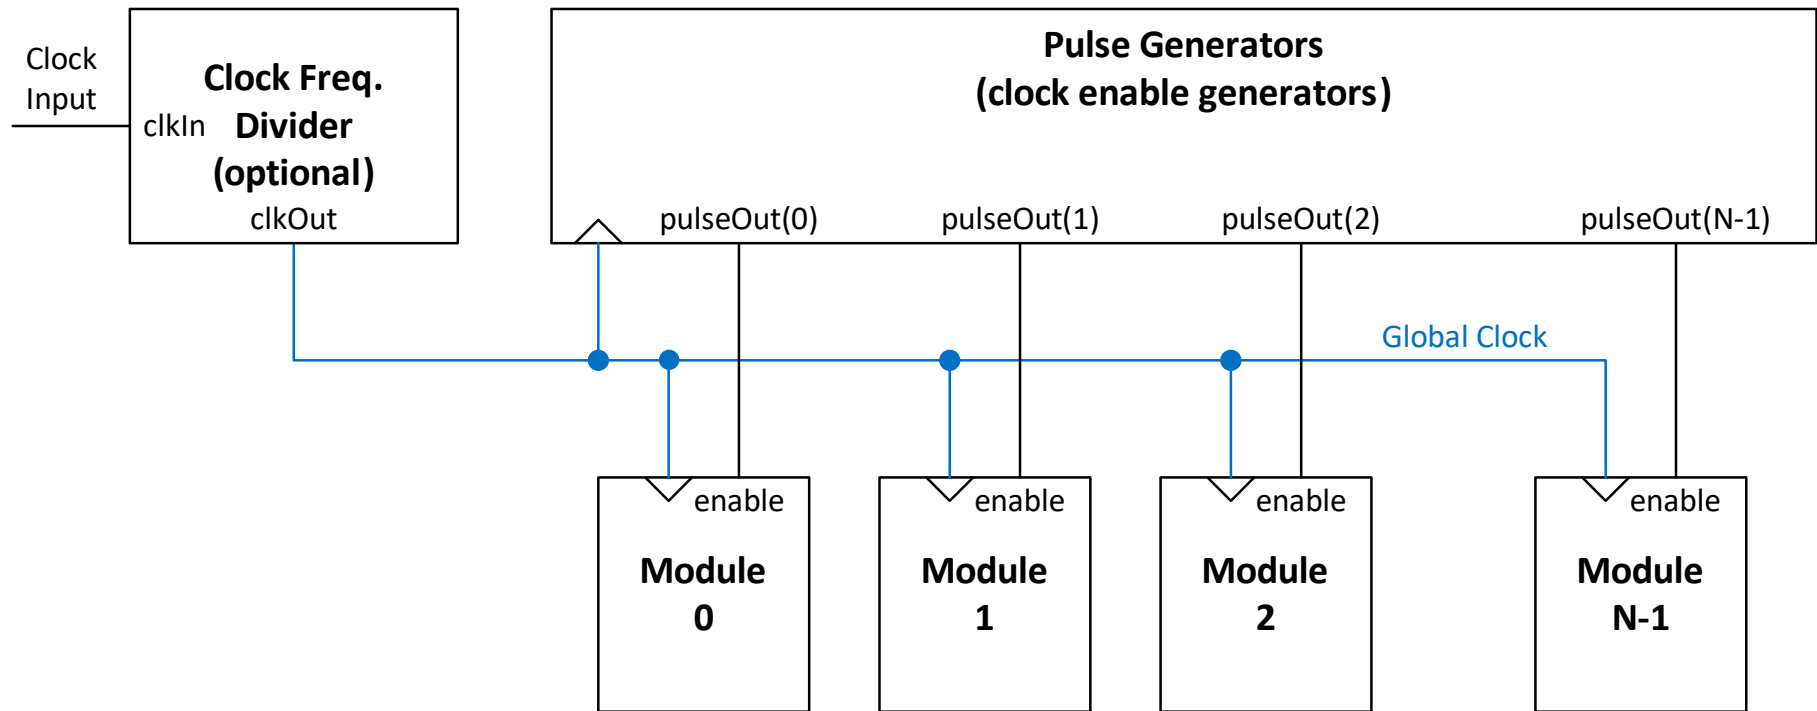 Clock
Input
clkIn
Clock Freq.
Divider
(optional)
clkOut
Pulse Generators
(clock enable generators)
pulseOut(0)
pulseOut(1)
pulseOut(2)
pulseOut(N-1)
Global Clock
enable
Module
0
enable
Module
1
enable
Module
2
enable
Module
N-1